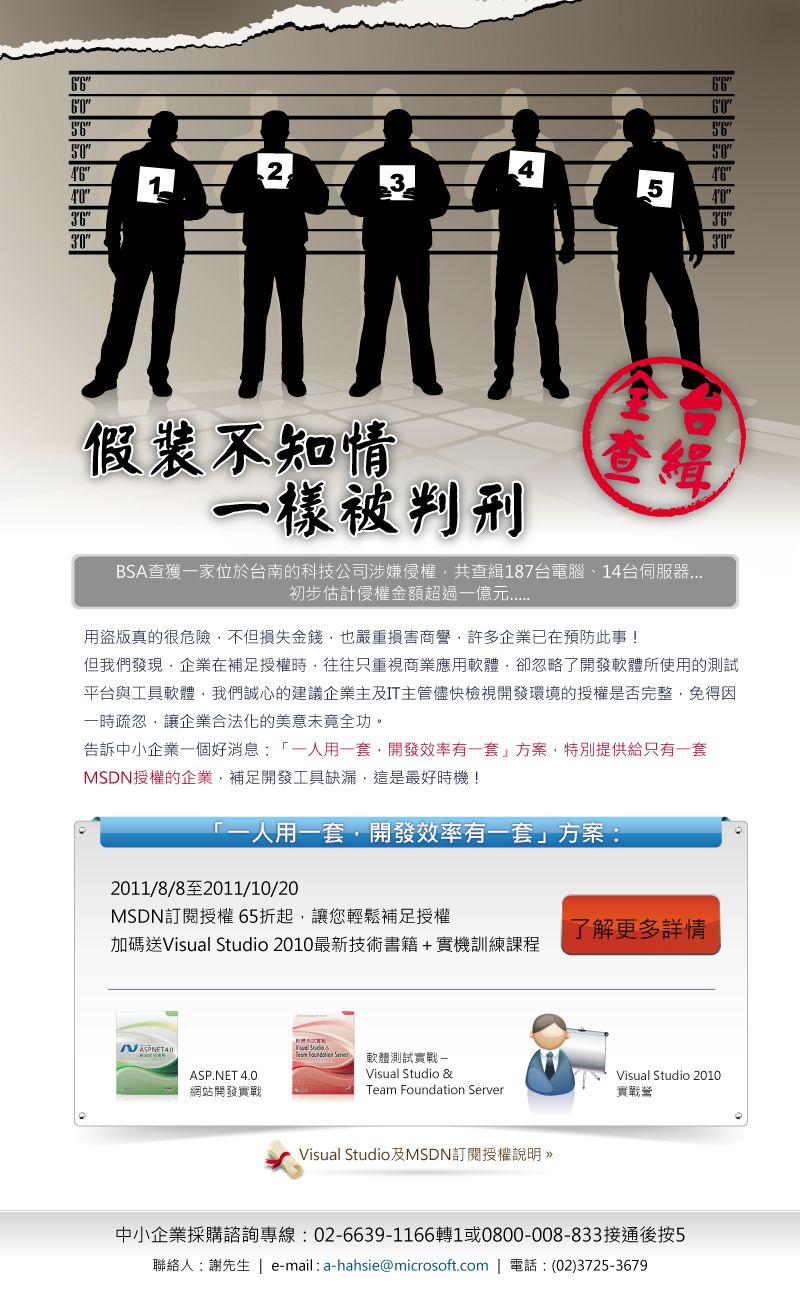 6'6"
6'0"
5'6"
5'0"
4'6"
4'0"
3'6"
3'0"
6'6"
6'0"
5'6"
5'0"
4'6"
4'0"
3'6"
3'0"
1
2
3
4
5
全台
查緝
假裝不知情
一樣被判刑
BSA查獲一家位於台南的科技公司涉嫌侵權，共查緝187台電腦、14台伺服器...
初步估計侵權金額超過一億元.....
用盜版真的很危險，不但損失金錢，也嚴重損害商譽，許多企業已在預防此事！
但我們發現，企業在補足授權時，往往只重視商業應用軟體，卻忽略了開發軟體所使用的測試
平台與工具軟體，我們誠心的建議企業主及IT主管儘快檢視開發環境的授權是否完整，免得因
一時疏忽，讓企業合法化的美意未竟全功。
告訴中小企業一個好消息：「一人用一套，開發效率有一套」方案，特別提供給只有一套
MSDN授權的企業，補足開發工具缺漏，這是最好時機！
「一人用一套，開發效率有一套」方案：
2011/8/8至2011/10/20
MSDN訂閱授權 65折起，讓您輕鬆補足授權
加碼送Visual Studio 2010最新技術書籍 + 實機訓練課程
了解更多詳情
ASP.NET 4.0
網站開發實戰
軟體測試實戰
Visual Studio &
Team Foundation Server
ASP.NET 4.0
網站開發實戰
軟體測試實戰 –
Visual Studio &
Team Foundation Server
Visual Studio 2010
實戰營
Visual Studio及MSDN訂閱授權說明 »
中小企業採購諮詢專線：02-6639-1166轉1或0800-008-833接通後按5
聯絡人：謝先生 | e-mail : a-hahsie@microsoft.com | 電話：(02)3725-3679